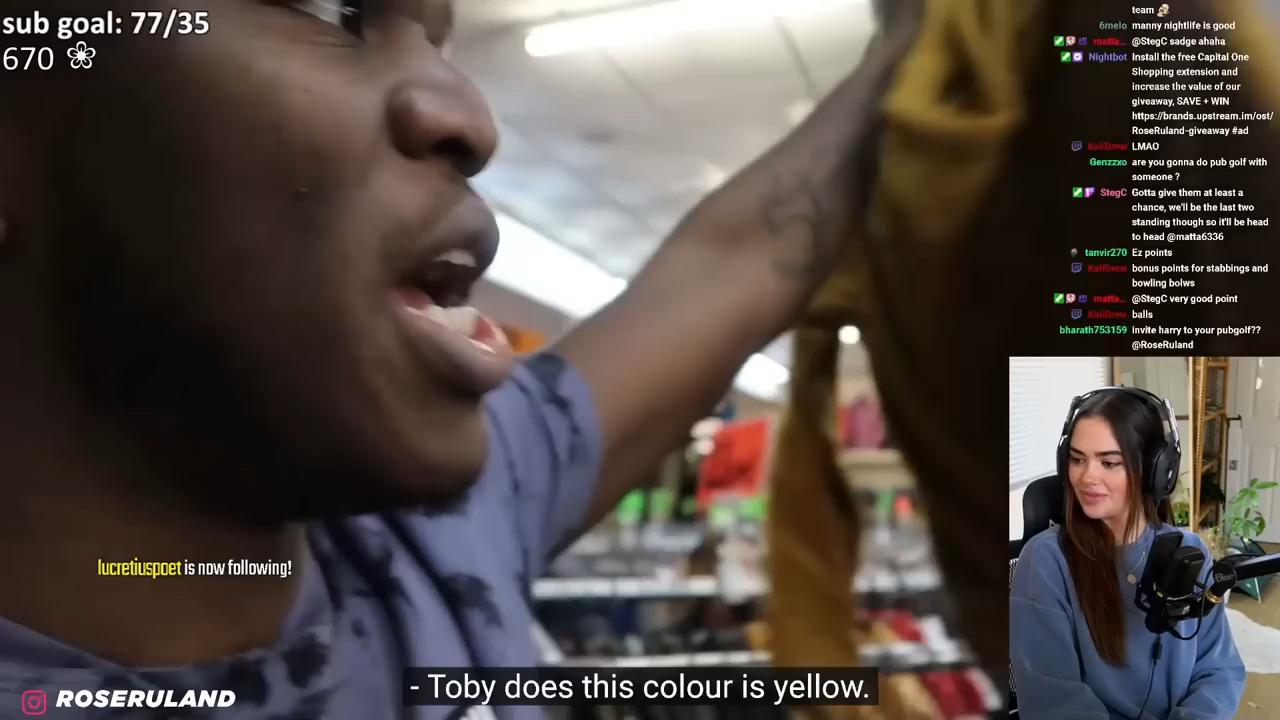 sub goal: 77/35
670
team
6melo manny nightlife is good
matta... @StegC sadge ahaha
Nightbot Install the free Capital One
Shopping extension and
increase the value of our
giveaway, SAVE + WIN
https://brands.upstream.im/ost/
RoseRuland-giveaway #ad
KaliDrew LMAO
Genzzxo are you gonna do pub golf with
someone ?
StegC Gotta give them at least a
chance, we'll be the last two
standing though so it'll be head
to head @matta6336
tanvir270 Ez points
KaliDrew bonus points for stabbings and
bowling bolws
matta... @StegC very good point
KaliDrew balls
bharath753159 invite harry to your pubgolf??
@RoseRuland
lucretiuspoet is now following!
- Toby does this colour is yellow.
ROSERULAND